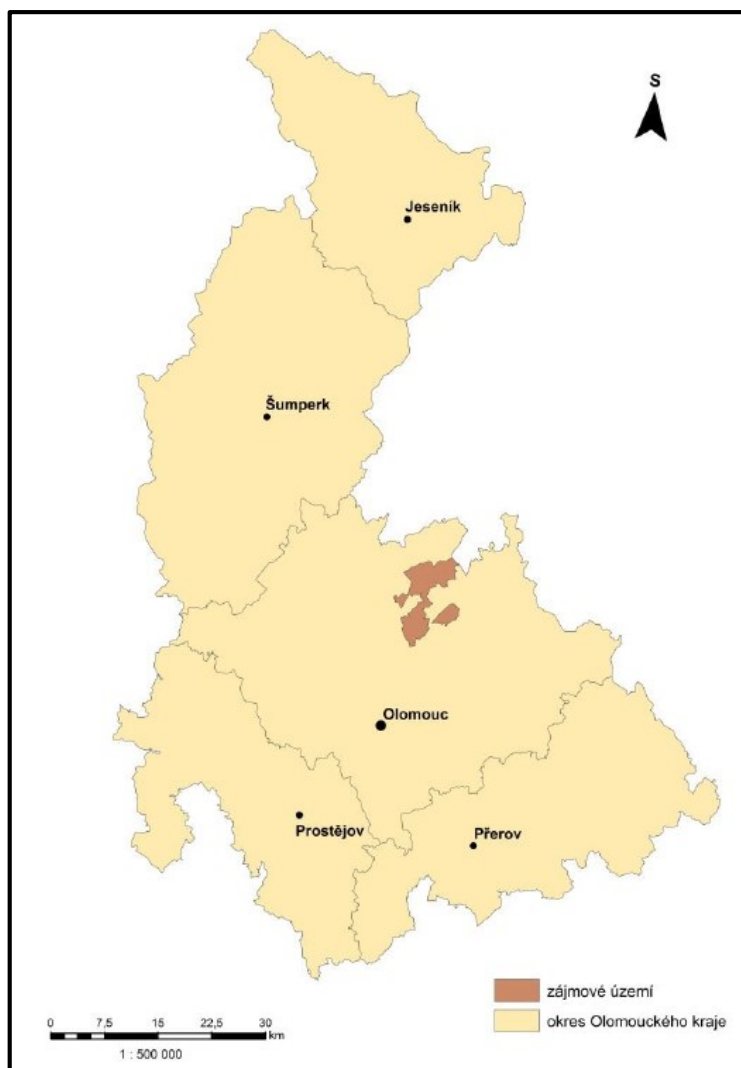 S
Jeseník
Šumperk
Olomouc
Prostějov
Přerov
zájmové území
okres Olomouckého kraje
0 7,5 15 22,5 30
km
1 : 500 000